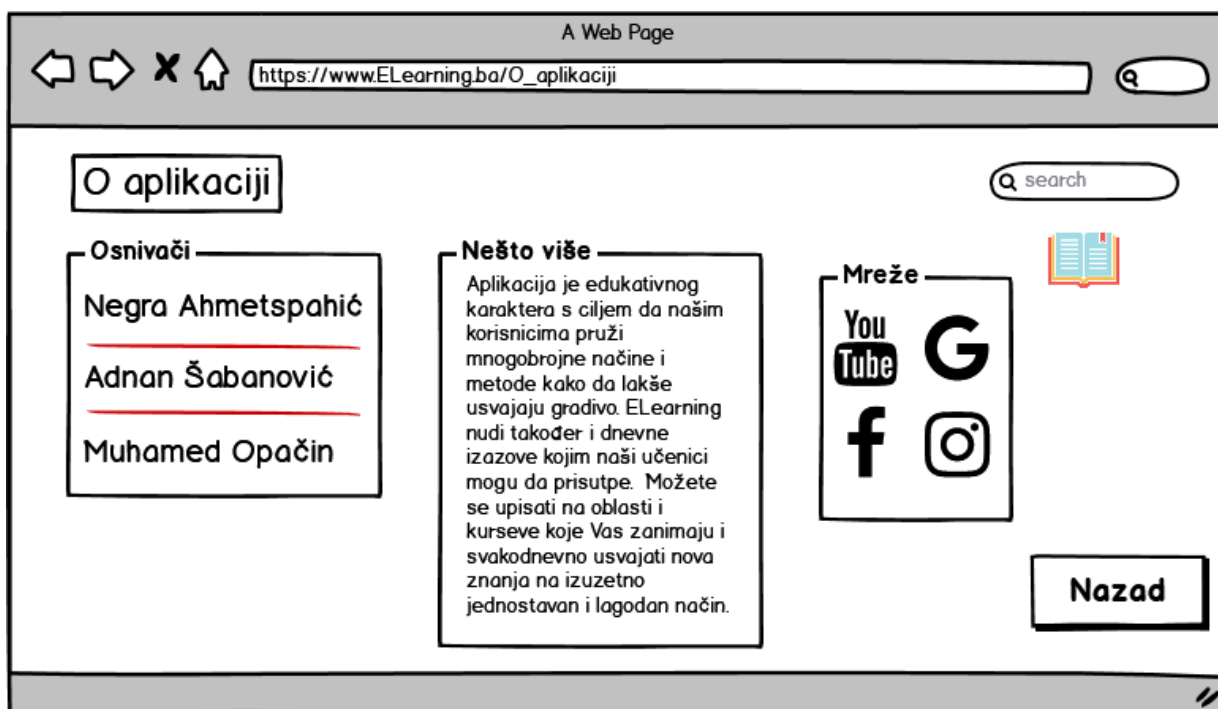 A Web Page
https://www.ELearning.ba/O_aplikaciji
O aplikaciji
search
Osnivači
Negra Ahmetspahić
Adnan Šabanović
Muhamed Opačin
Nešto više
Aplikacija je edukativnog
karaktera s ciljem da našim
korisnicima pruži
mnogobrojne načine i
metode kako da lakše
usvajaju gradivo. ELearning
nudi također i dnevne
izazove kojim naši učenici
mogu da prisutpe. Možete
se upisati na oblasti i
kurseve koje Vas zanimaju i
svakodnevno usvajati nova
znanja na izuzetno
jednostavan i lagodan način.
Mreže
You
Tube
G
f
Nazad